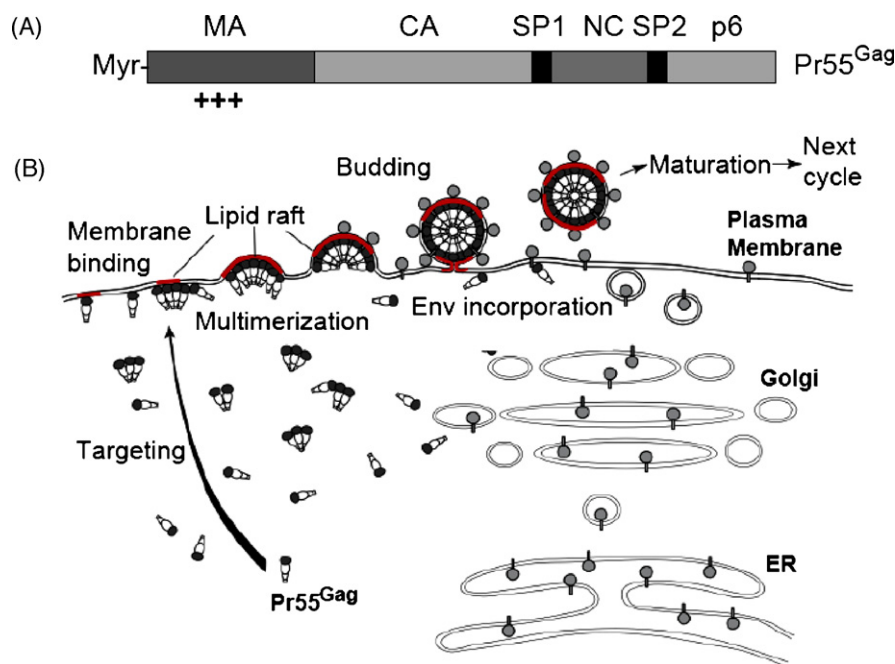 (A)
MA CA SP1 NC SP2 p6
Myr- Pr55Gag
+++
(B)
Budding
Maturation
Next
cycle
Lipid raft
Membrane
binding
Plasma
Membrane
Multimerization
Env incorporation
Golgi
Targeting
ER
Pr55Gag